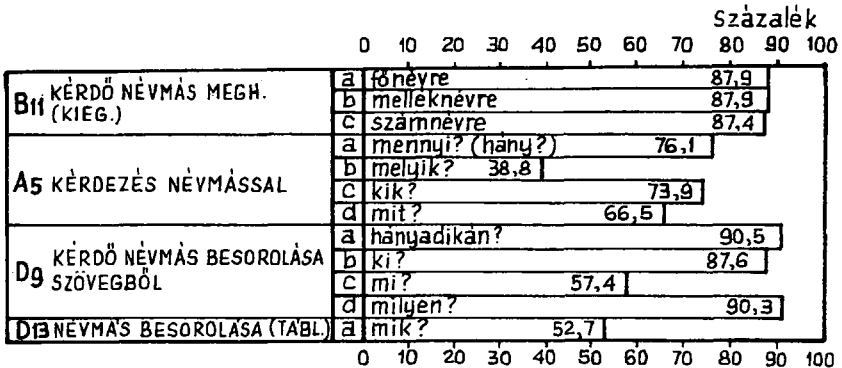 Százalék
0 10 20 30 40 50 60 70 80 90 100
B11 KÉRDŐ NÉVMÁS MEGH. (KIEG.)
a főnévre 87,9
b melléknévre 87,9
c számnévre 87,4
A5 KÉRDEZÉS NÉVMÁSSAL
a mennyi? (hány?) 76,1
b melyik? 38,8
c kik? 73,9
d mit? 66,5
D9 KÉRDŐ NÉVMÁS BESOROLÁSA SZÖVEGBŐL
a hányadikán? 90,5
b ki? 87,6
c mi? 57,4
d milyen? 90,3
D13 NÉVMÁS BESOROLÁSA (TÁBL.)
a mik? 52,7
0 10 20 30 40 50 60 70 80 90 100